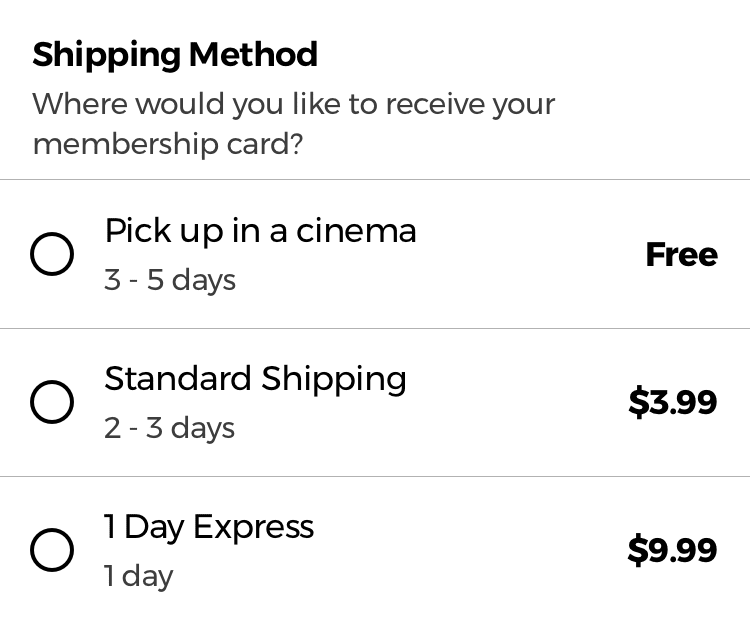 Shipping Method
Where would you like to receive your
membership card?
Pick up in a cinema
3 - 5 days
Free
Standard Shipping
2 - 3 days
$3.99
1 Day Express
1 day
$9.99